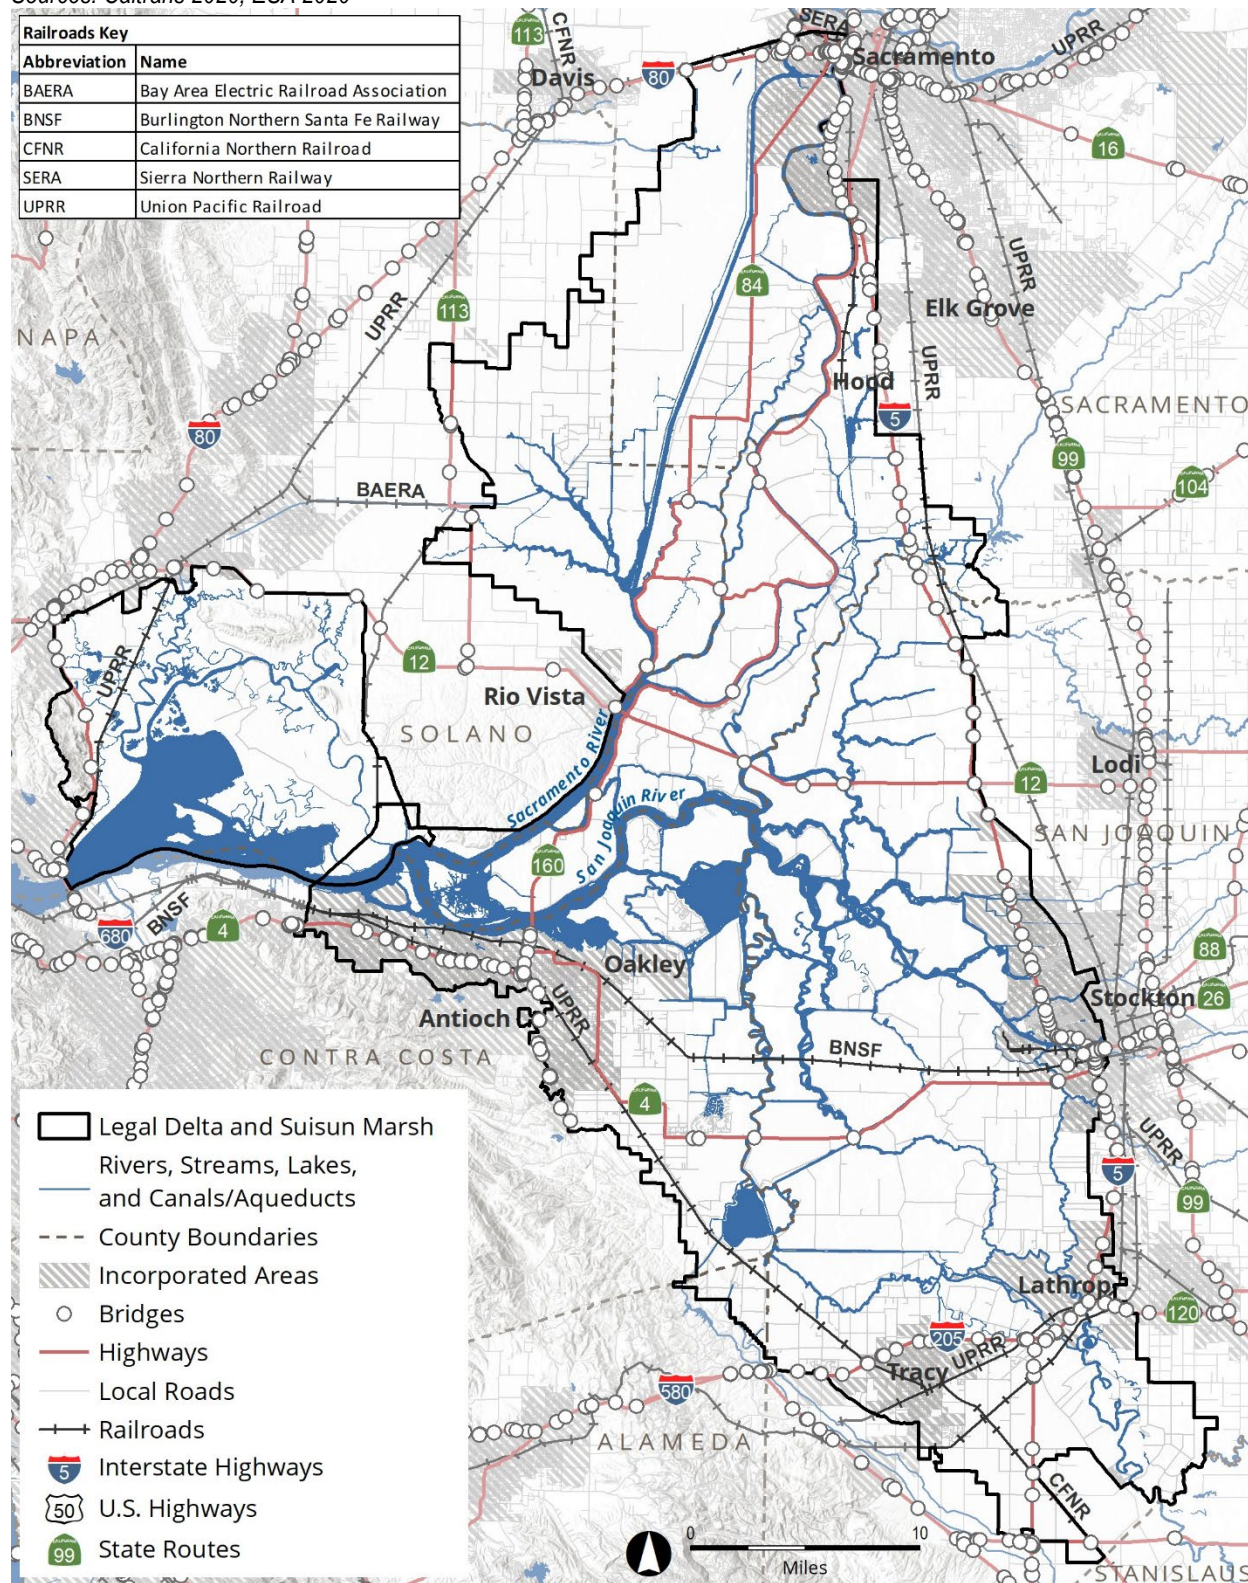 Sources: Caltrans 2020; ESA 2020
Railroads Key
Abbreviation Name
BAERA Bay Area Electric Railroad Association
BNSF Burlington Northern Santa Fe Railway
CFNR California Northern Railroad
SERA Sierra Northern Railway
UPRR Union Pacific Railroad
113
CFNR
SERA
UPRR
Davis
80
Sacramento
16
UPRR
84
UPRR
113
Elk Grove
NAPA
UPRR
Hood
5
SACRAMENTO
80
99
BAERA
104
UPRR
12
Rio Vista
SOLANO
Sacramento River
Lodi
12
San Joaquin River
SAN JOAQUIN
160
BNSF
680
4
88
Oakley
UPRR
Stockton
26
Antioch
BNSF
CONTRA COSTA
4
UPRR
5
99
Lathrop
120
205
Tracy
UPRR
580
ALAMEDA
CFNR
STANISLAUS
Legal Delta and Suisun Marsh
Rivers, Streams, Lakes,
and Canals/Aqueducts
County Boundaries
Incorporated Areas
Bridges
Highways
Local Roads
Railroads
5 Interstate Highways
50 U.S. Highways
99 State Routes
0 10
Miles